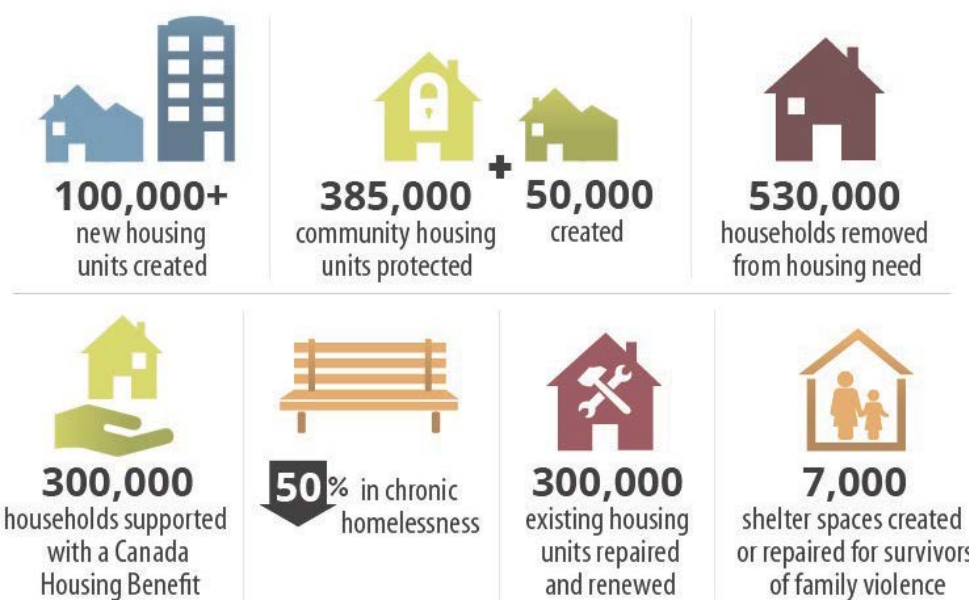 100,000+
new housing
units created
385,000
community housing
units protected
+
50,000
created
530,000
households removed
from housing need
300,000
households supported
with a Canada
Housing Benefit
50% in chronic
homelessness
300,000
existing housing
units repaired
and renewed
7,000
shelter spaces created
or repaired for survivors
of family violence